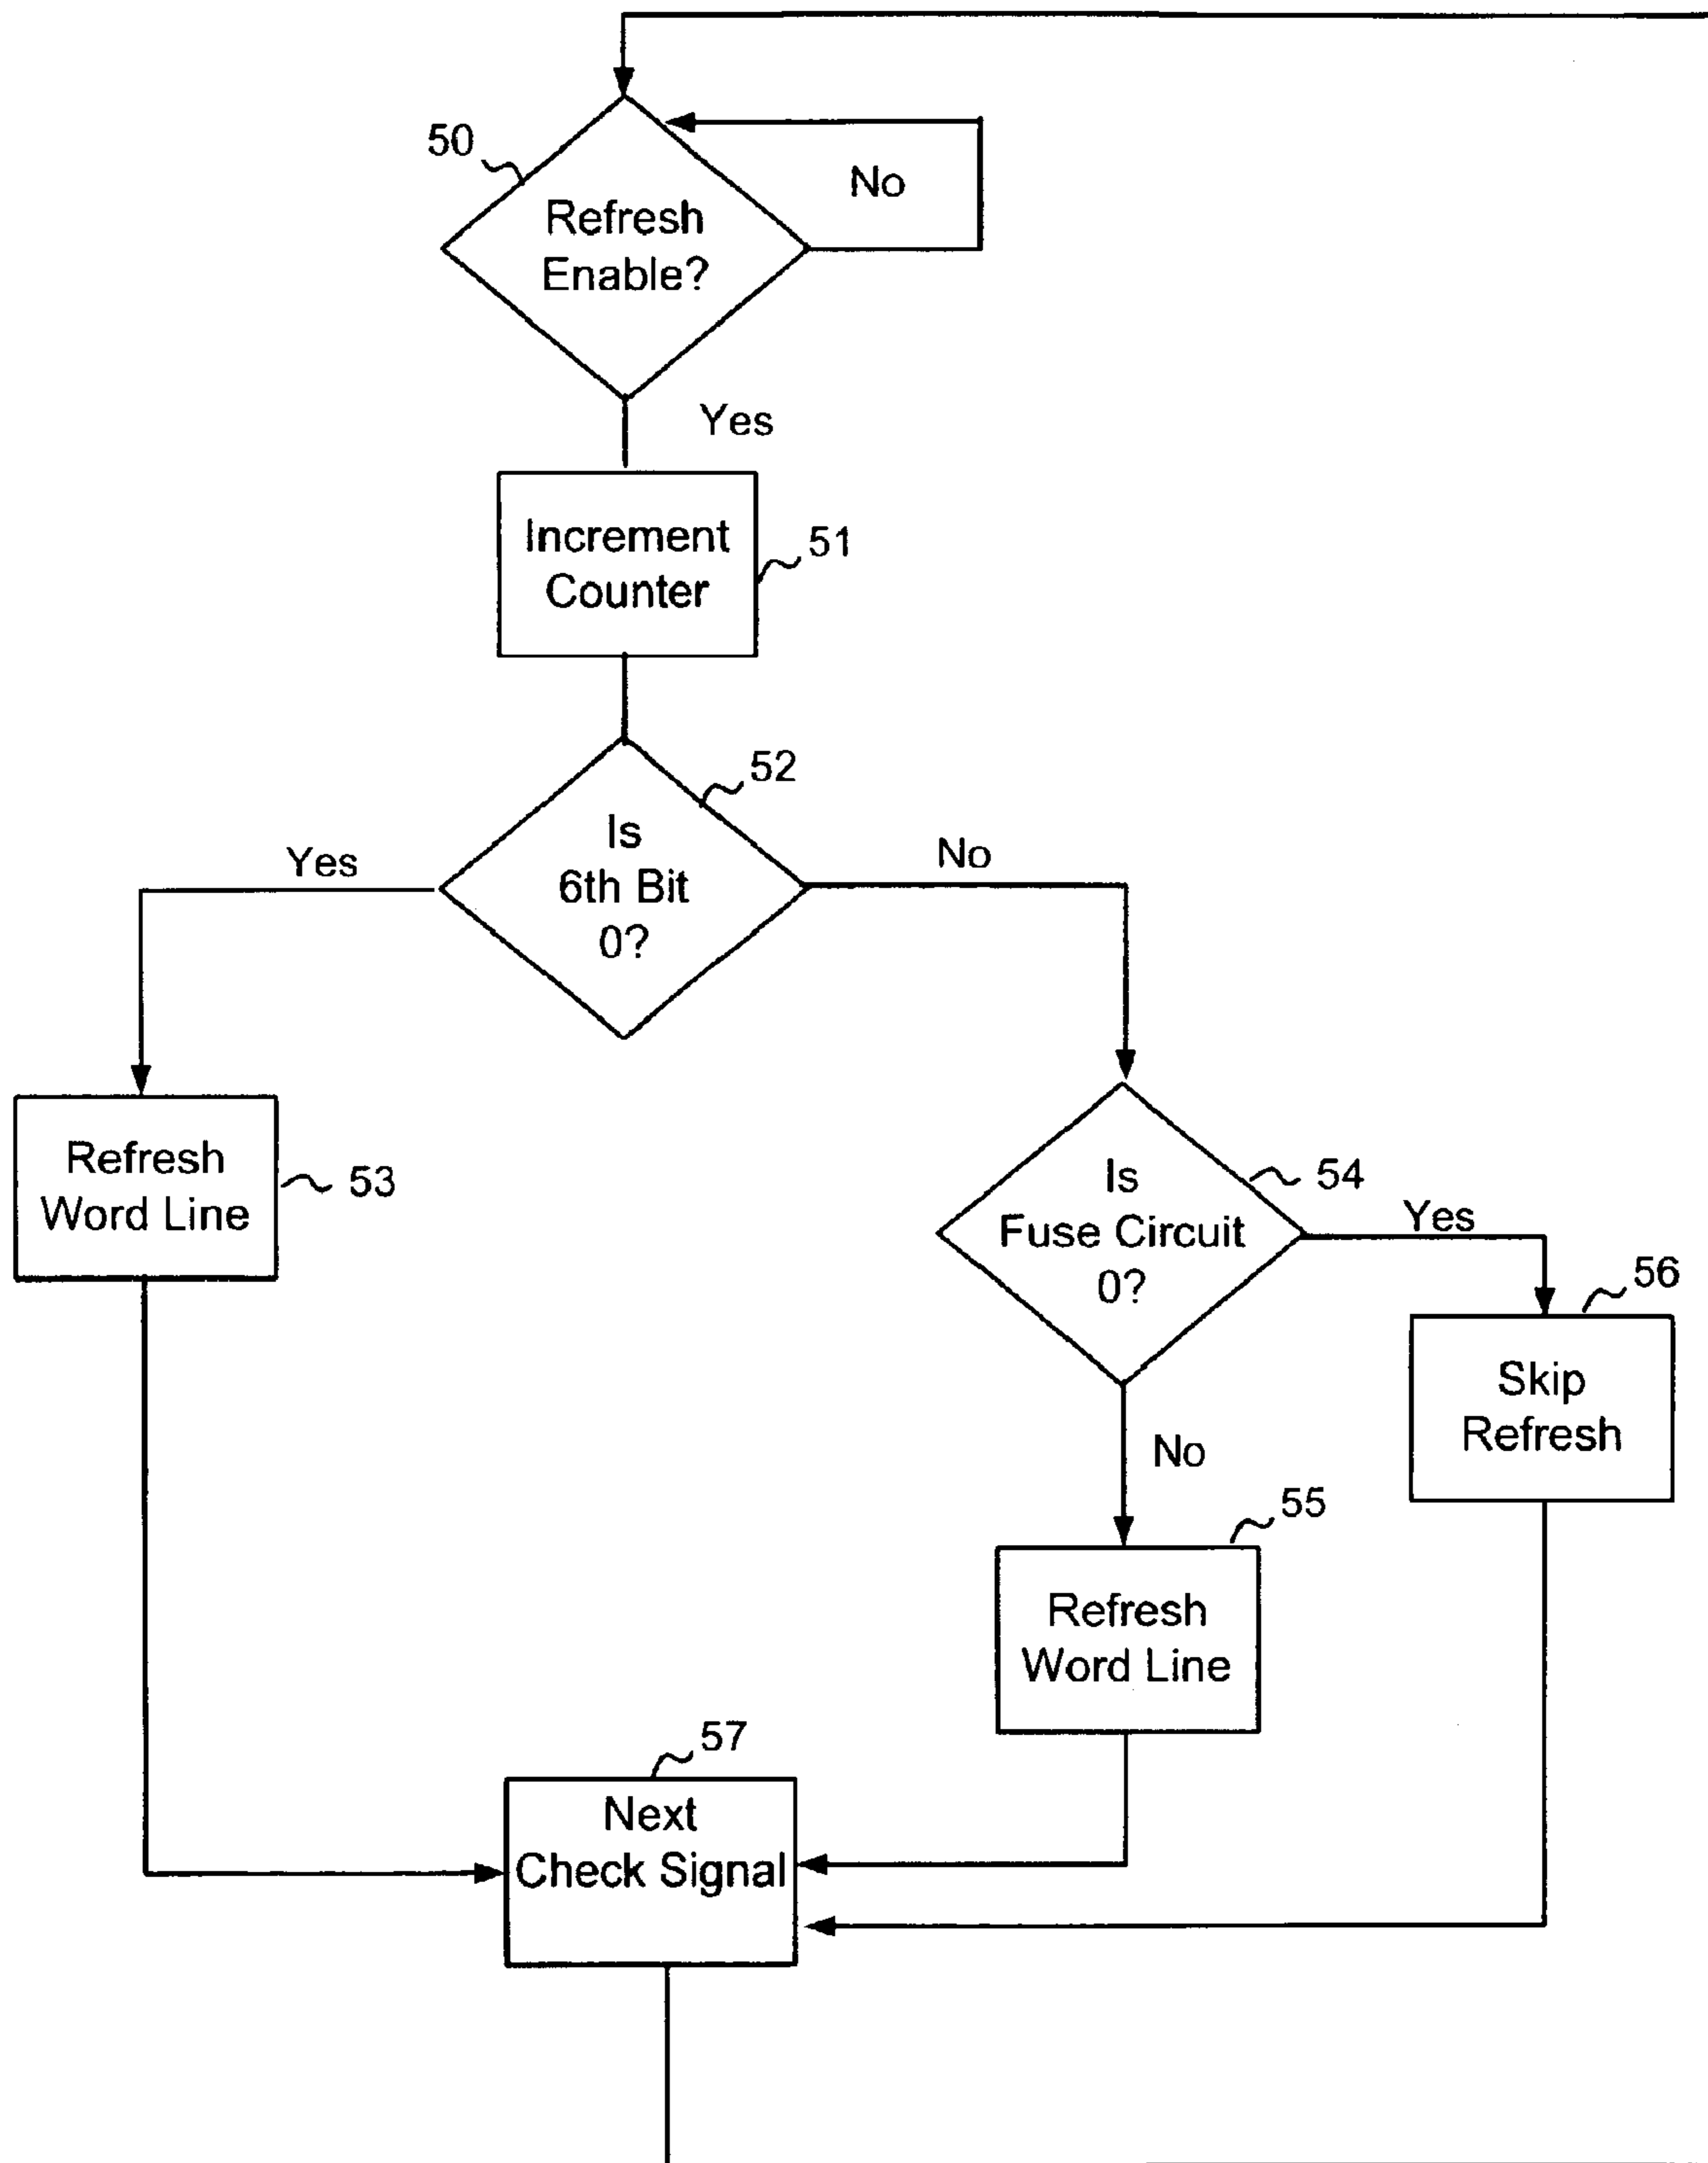 50
No
Refresh
Enable?
Yes
Increment
Counter
51
52
Is
6th Bit
0?
Yes
No
Refresh
Word Line
53
Is
Fuse Circuit
0?
54
Yes
56
Skip
Refresh
No
55
Refresh
Word Line
57
Next
Check Signal